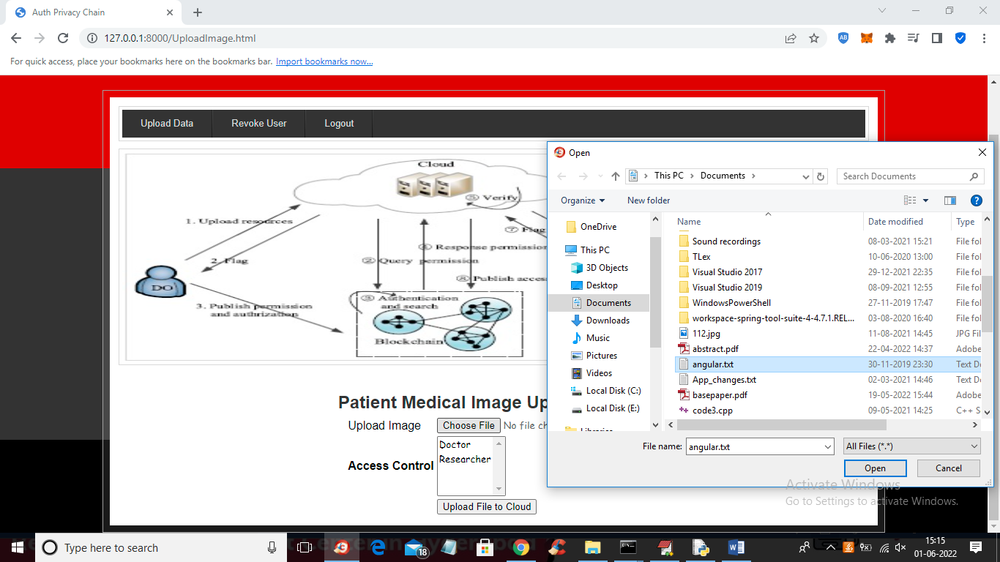 Auth Privacy Chain
127.0.0.1:8000/UploadImage.html
For quick access, place your bookmarks here on the bookmarks bar. Import bookmarks now...
Upload Data Revoke User Logout
Cloud
⑤ Verify
1. Upload resources
⑦ Flag
2. Flag
⑥ Response permission
② Query permission
⑧ Publish acces
DO
3. Publish permission
and authrization
③ Authentication
and search
Blockchain
Patient Medical Image Up
Upload Image Choose File No file ch
Doctor
Researcher
Access Control
Upload File to Cloud
Open
This PC Documents
Search Documents
Organize New folder
OneDrive
This PC
3D Objects
Desktop
Documents
Downloads
Music
Pictures
Videos
Local Disk (C:)
Local Disk (E:)
Libraries
Name Date modified Type
Sound recordings 08-03-2021 15:21 File fol
TLex 10-06-2020 13:00 File fol
Visual Studio 2017 29-12-2021 22:35 File fol
Visual Studio 2019 08-09-2021 12:55 File fol
WindowsPowerShell 27-11-2019 17:47 File fol
workspace-spring-tool-suite-4-4.7.1.REL... 03-08-2020 16:40 File fol
112.jpg 11-08-2021 14:45 JPG Fil
abstract.pdf 22-04-2022 14:37 Adobe
angular.txt 30-11-2019 23:30 Text Do
App_changes.txt 02-03-2021 14:46 Text Do
basepaper.pdf 19-05-2022 15:44 Adobe
code3.cpp 09-05-2021 14:25 C++ S
File name: angular.txt All Files (*.*)
Open Cancel
Activate Windows
Go to Settings to activate Windows.
Type here to search
18
15:15
01-06-2022